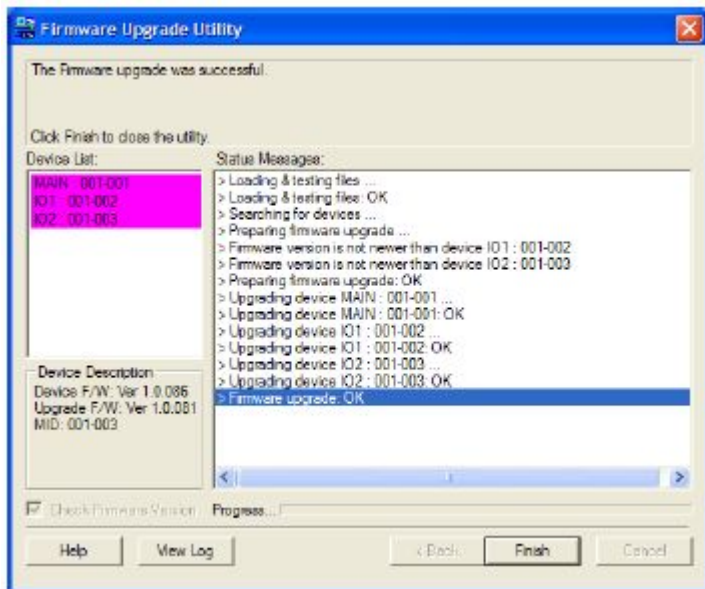 Firmware Upgrade Utility
The Firmware upgrade was successful.
Click Finish to close the utility.
Device List:
Status Messages:
MAIN : 001-001
IO1 : 001-002
IO2 : 001-003
> Loading & testing files ...
> Loading & testing files: OK
> Searching for devices ...
> Preparing firmware upgrade ...
> Firmware version is not newer than device IO1 : 001-002
> Firmware version is not newer than device IO2 : 001-003
> Preparing firmware upgrade: OK
> Upgrading device MAIN : 001-001 ...
> Upgrading device MAIN : 001-001: OK
> Upgrading device IO1 : 001-002 ...
> Upgrading device IO1 : 001-002: OK
> Upgrading device IO2 : 001-003 ...
> Upgrading device IO2 : 001-003: OK
> Firmware upgrade: OK
Device Description
Device F/W: Ver 1.0.086
Upgrade F/W: Ver 1.0.081
MID: 001-003
Check Firmware Version
Progress...
Help
View Log
< Back
Finish
Cancel